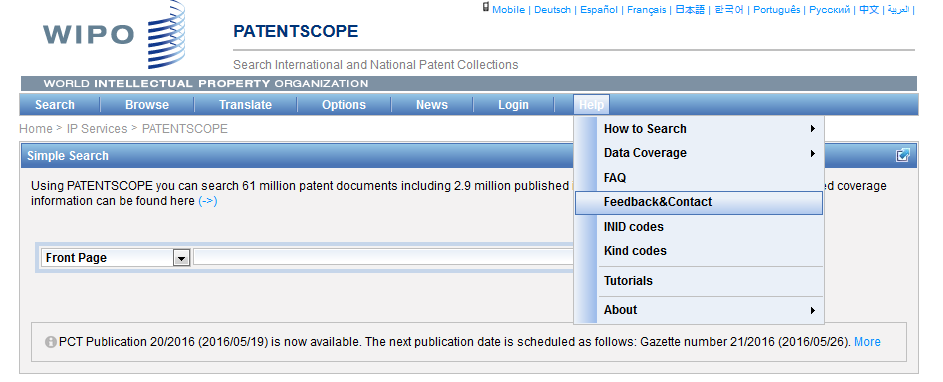 Mobile | Deutsch | Español | Français | 日本語 | 한국어 | Português | Русский | 中文 | العربية |
WIPO
PATENTSCOPE
Search International and National Patent Collections
WORLD INTELLECTUAL PROPERTY ORGANIZATION
Search Browse Translate Options News Login Help
Home > IP Services > PATENTSCOPE
How to Search
Data Coverage
FAQ
Feedback&Contact
INID codes
Kind codes
Tutorials
About
Simple Search
Using PATENTSCOPE you can search 61 million patent documents including 2.9 million published coverage
information can be found here (->)
Front Page
PCT Publication 20/2016 (2016/05/19) is now available. The next publication date is scheduled as follows: Gazette number 21/2016 (2016/05/26). More